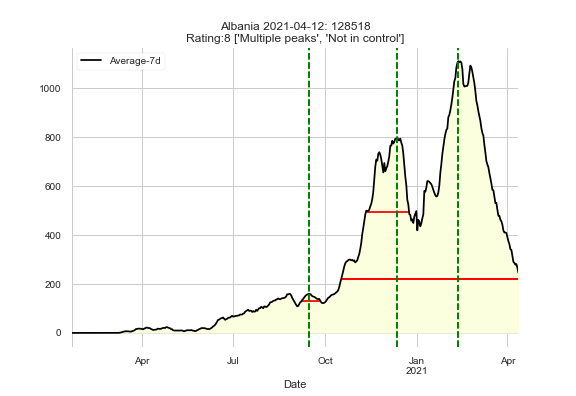 Albania 2021-04-12: 128518
Rating:8 ['Multiple peaks', 'Not in control']
Average-7d
1000
800
600
400
200
0
Apr
Jul
Oct
Jan
2021
Apr
Date